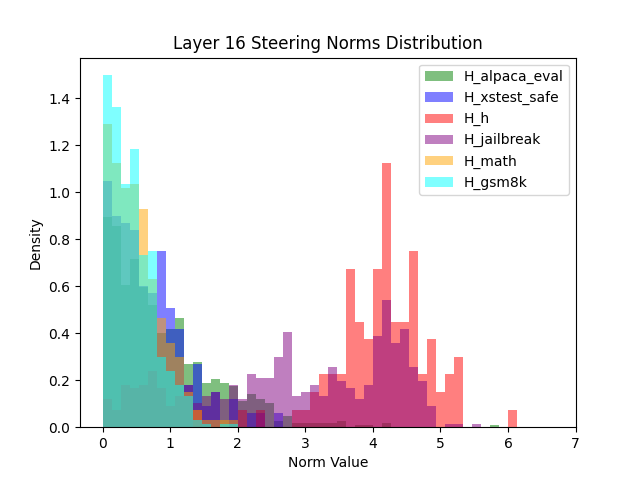 Layer 16 Steering Norms Distribution
H_alpaca_eval
H_xstest_safe
H_h
H_jailbreak
H_math
H_gsm8k
Density
1.4
1.2
1.0
0.8
0.6
0.4
0.2
0.0
0 1 2 3 4 5 6 7
Norm Value